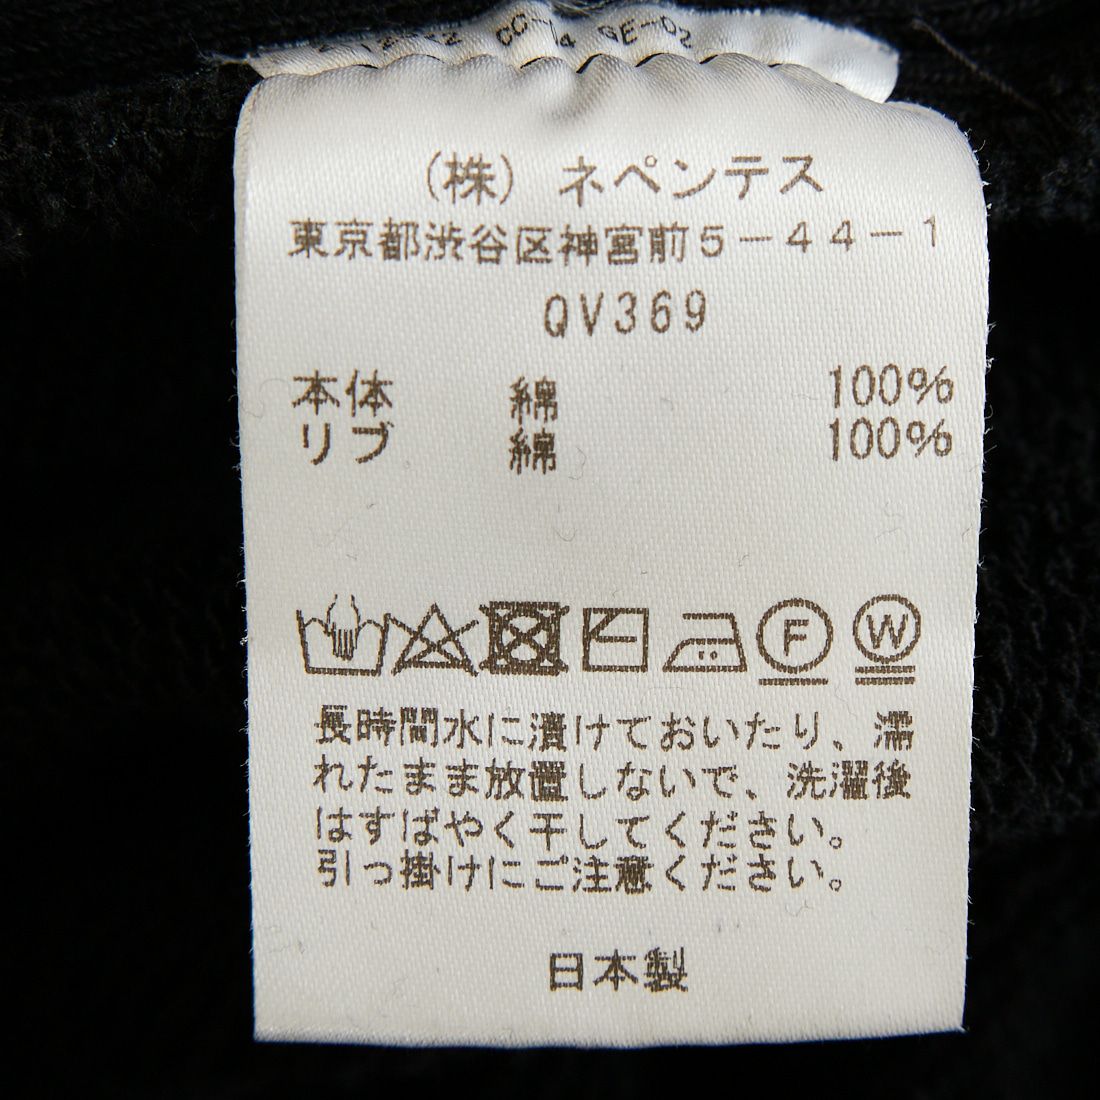 (株) ネペンテス
東京都渋谷区神宮前5-44-1
QV369
本体 綿 100%
リブ 綿 100%
F W
長時間水に漬けておいたり、濡
れたまま放置しないで、洗濯後
はすばやく干してください。
引っ掛けにご注意ください。
日本製